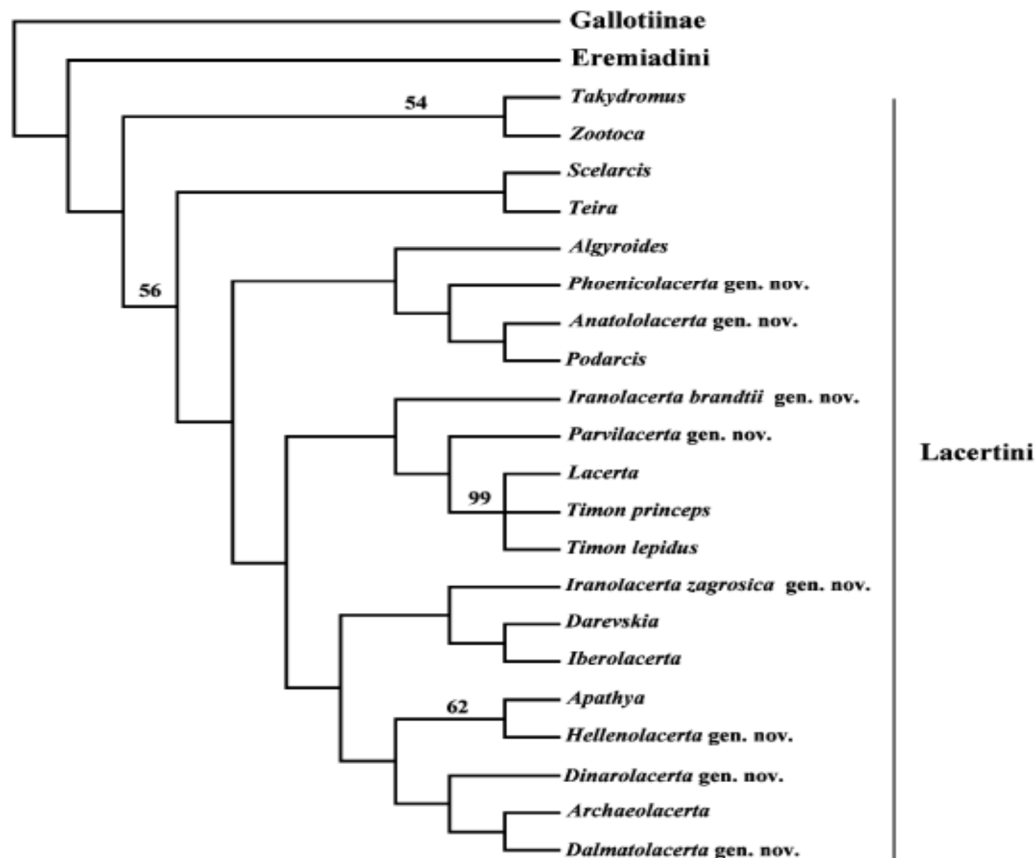 Gallotiinae
Eremiadini
54
Takydromus
Zootoca
Scelarcis
Teira
Algyroides
56
Phoenicolacerta gen. nov.
Anatololacerta gen. nov.
Podarcis
Iranolacerta brandtii gen. nov.
Parvilacerta gen. nov.
Lacertini
Lacerta
99
Timon princeps
Timon lepidus
Iranolacerta zagrosica gen. nov.
Darevskia
Iberolacerta
Apathya
62
Hellenolacerta gen. nov.
Dinarolacerta gen. nov.
Archaeolacerta
Dalmatolacerta gen. nov.